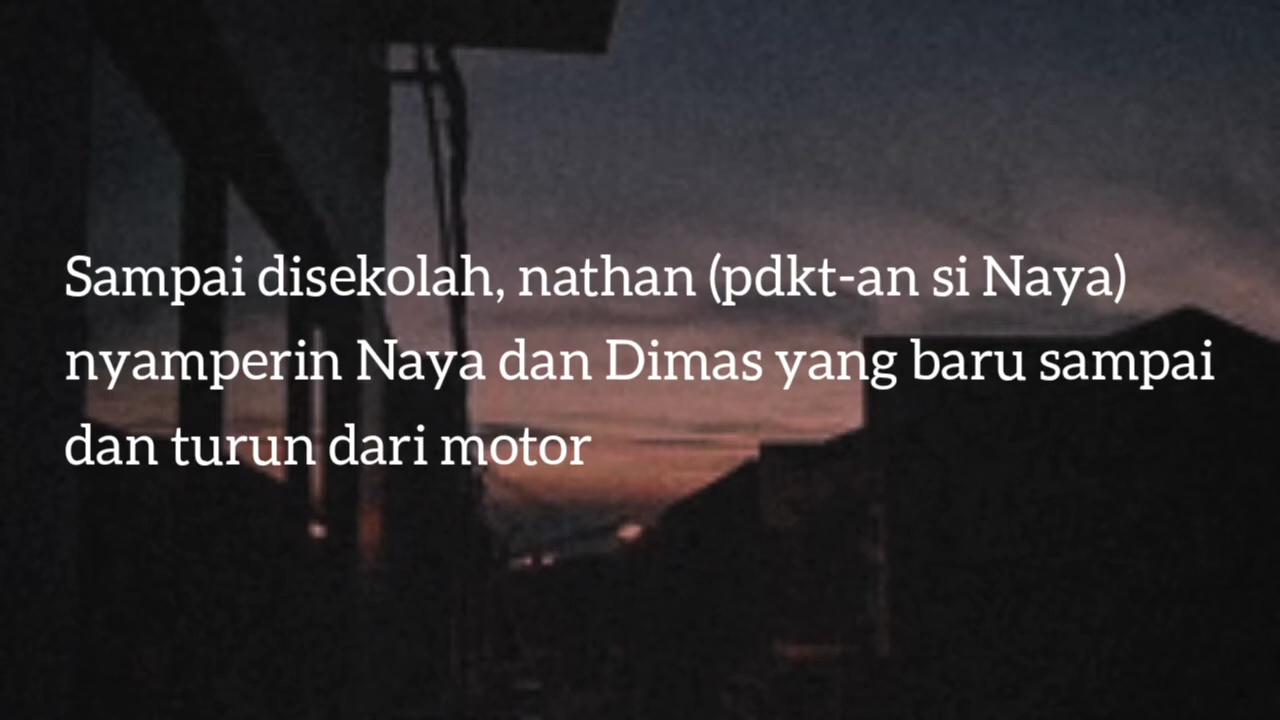 Sampai disekolah, nathan (pdkt-an si Naya)
nyamperin Naya dan Dimas yang baru sampai
dan turun dari motor